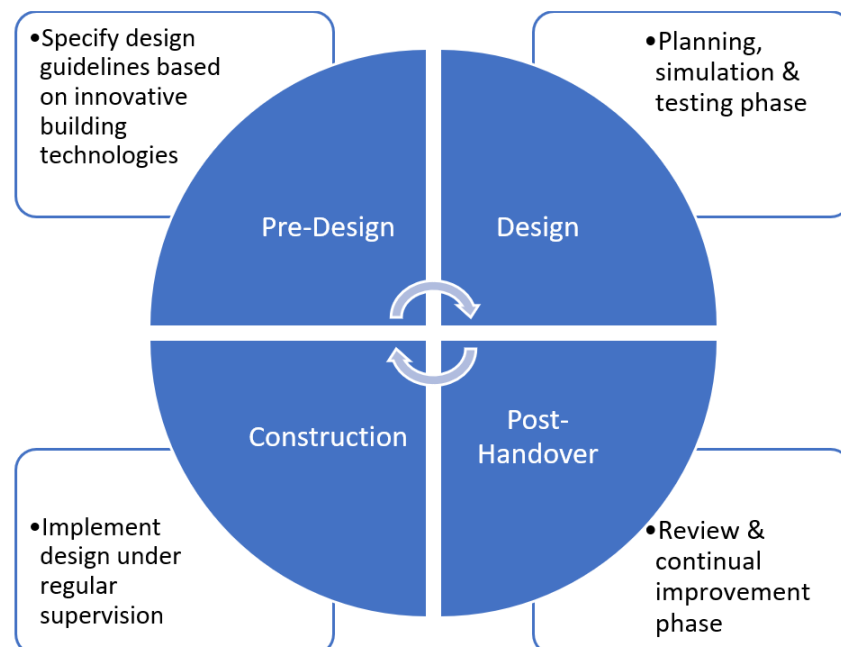 •Specify design
guidelines based
on innovative
building
technologies
•Planning,
simulation &
testing phase
Pre-Design
Design
Construction
Post-
Handover
•Implement
design under
regular
supervision
•Review &
continual
improvement
phase